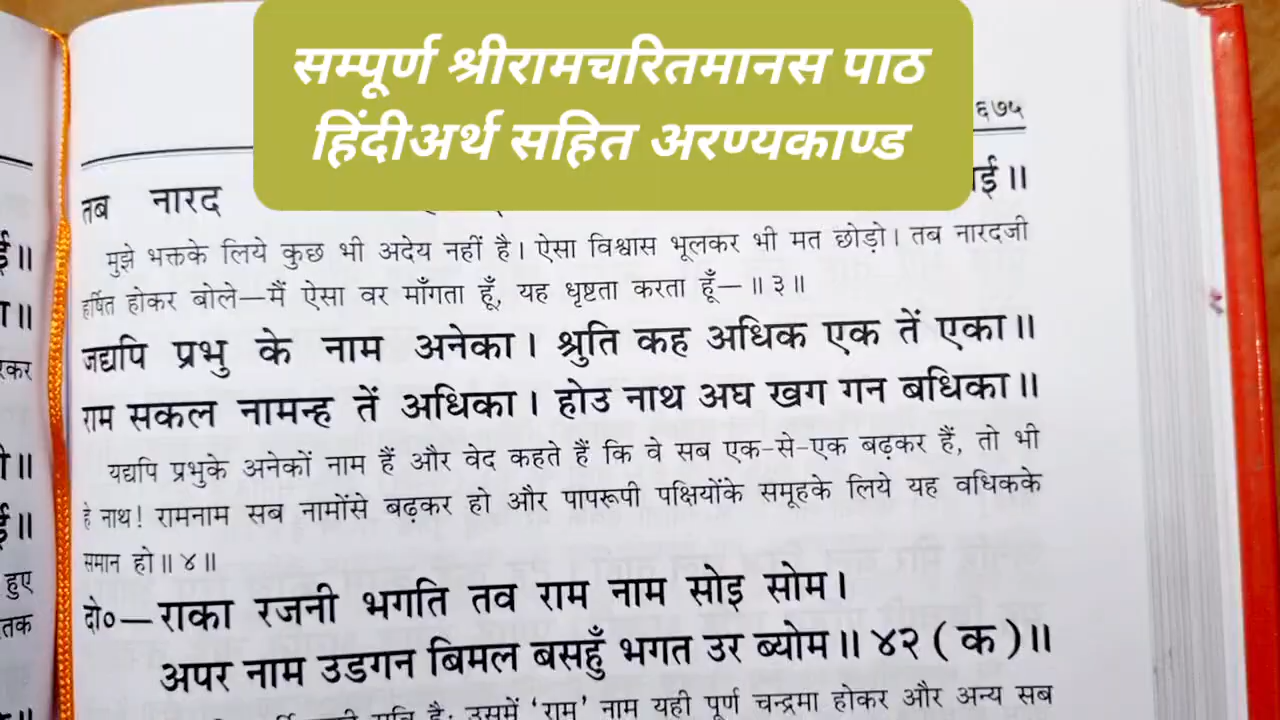 सम्पूर्ण श्रीरामचरितमानस पाठ
हिंदीअर्थ सहित अरण्यकाण्ड
६७५
तब नारद
मुझे भक्तके लिये कुछ भी अदेय नहीं है। ऐसा विश्वास भूलकर भी मत छोड़ो। तब नारदजी
हर्षित होकर बोले—मैं ऐसा वर माँगता हूँ, यह धृष्टता करता हूँ—॥३॥
जद्यपि प्रभु के नाम अनेका। श्रुति कह अधिक एक तें एका॥
राम सकल नामन्ह ते अधिका। होउ नाथ अघ खग गन बधिका॥
यद्यपि प्रभुके अनेकों नाम हैं और वेद कहते हैं कि वे सब एक-से-एक बढ़कर हैं, तो भी
हे नाथ! रामनाम सब नामोंसे बढ़कर हो और पापरूपी पक्षियोंके समूहके लिये यह वधिकके
समान हो॥४॥
दो०—राका रजनी भगति तव राम नाम सोइ सोम।
अपर नाम उडगन बिमल बसहुँ भगत उर ब्योम॥४२(क)॥
है; उसमें ‘राम’ नाम यही पूर्ण चन्द्रमा होकर और अन्य सब
हुए